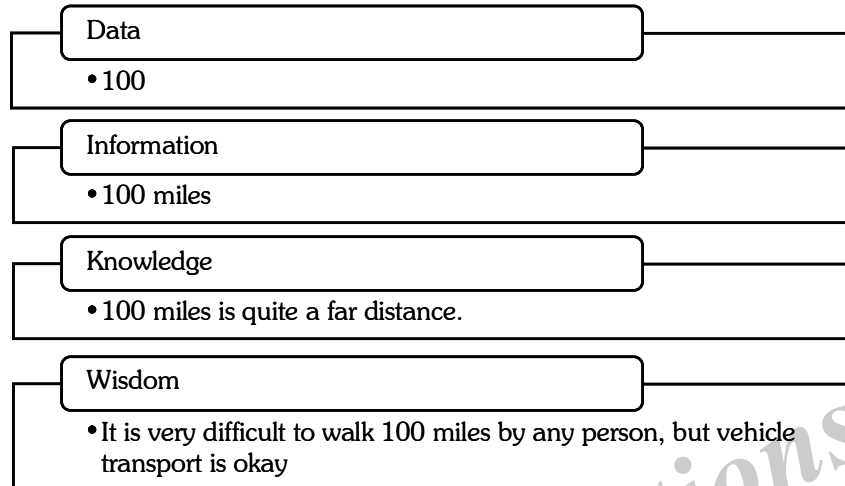 Data
•100
Information
•100 miles
Knowledge
•100 miles is quite a far distance.
Wisdom
•It is very difficult to walk 100 miles by any person, but vehicle
transport is okay